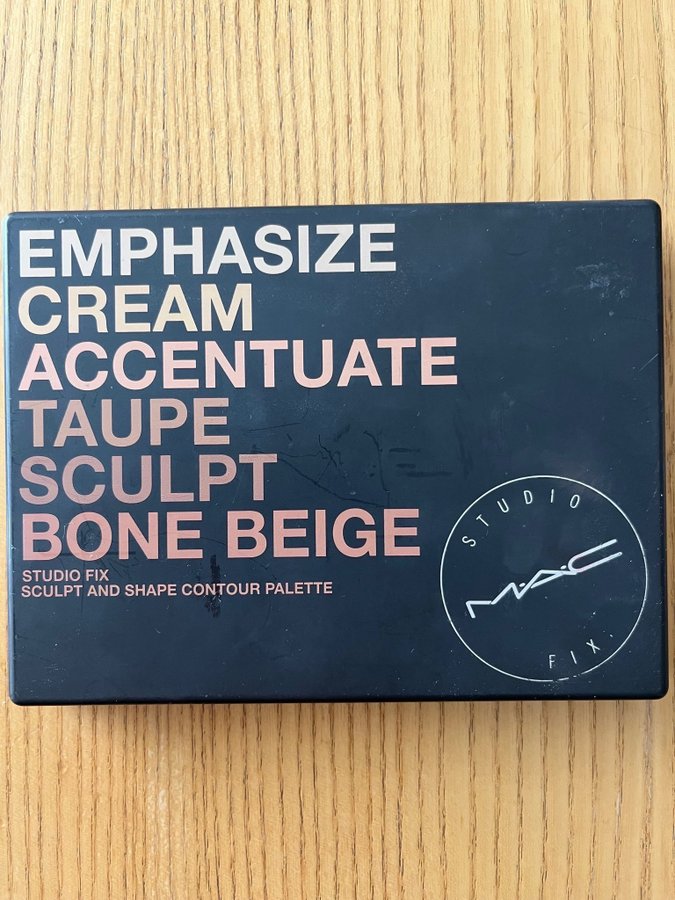 EMPHASIZE
CREAM
ACCENTUATE
TAUPE
SCULPT
BONE BEIGE
STUDIO FIX
SCULPT AND SHAPE CONTOUR PALETTE
STUDIO
M·A·C
FIX.